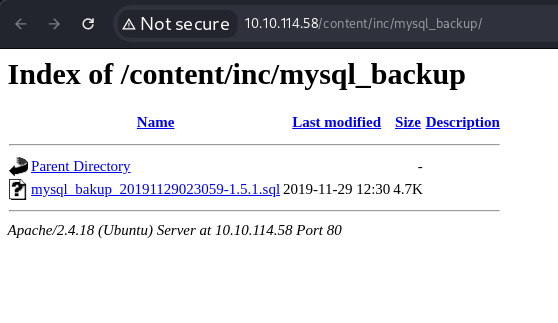 Not secure 10.10.114.58/content/inc/mysql_backup/
Index of /content/inc/mysql_backup
Name Last modified Size Description
Parent Directory -
mysql_bakup_20191129023059-1.5.1.sql 2019-11-29 12:30 4.7K
Apache/2.4.18 (Ubuntu) Server at 10.10.114.58 Port 80